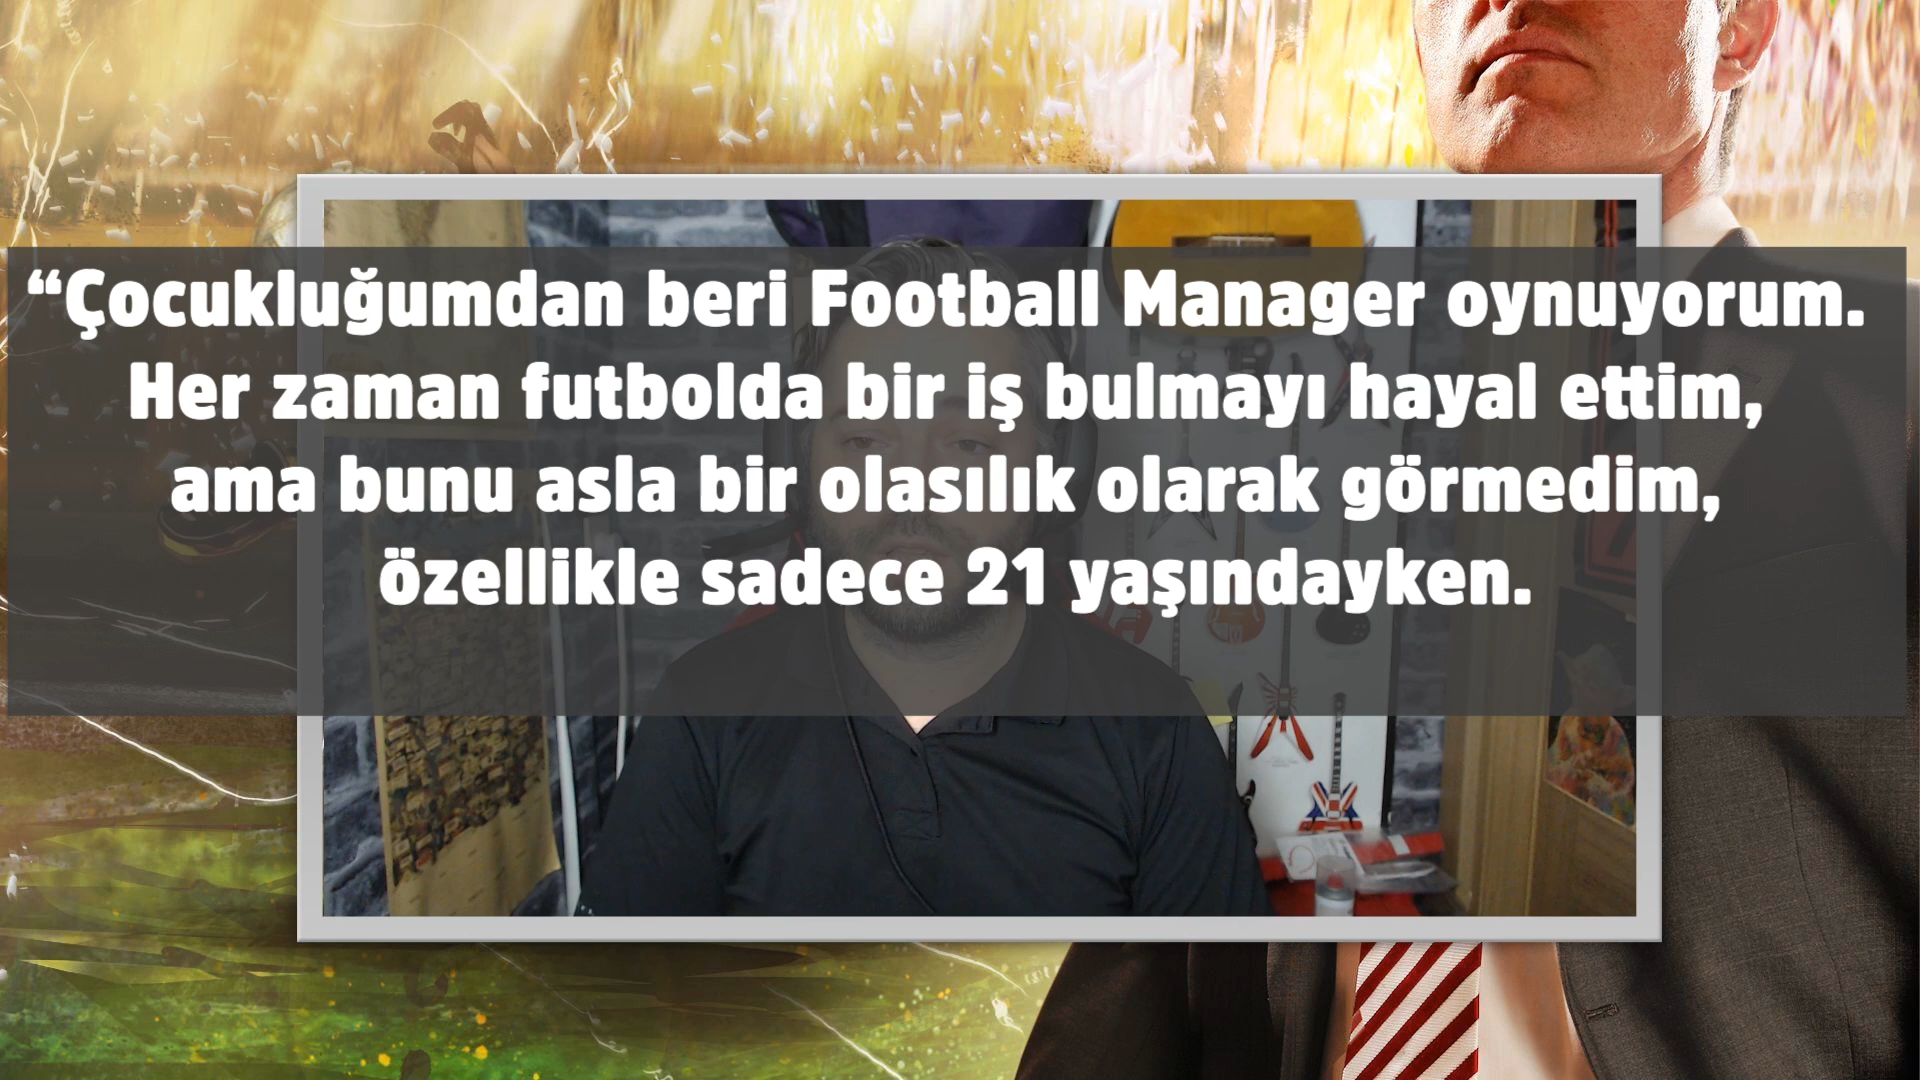 “Çocukluğumdan beri Football Manager oynuyorum.
Her zaman futbolda bir iş bulmayı hayal ettim,
ama bunu asla bir olasılık olarak görmedim,
özellikle sadece 21 yaşındayken.